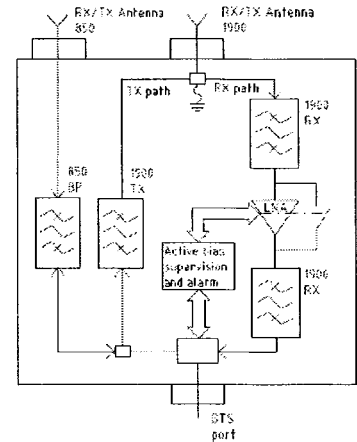 RX/TX Antenna
850
RX/TX Antenna
1900
TX path
RX path
1900
RX
850
BP
1900
TX
LNA
Active bias
supervision
and alarm
1900
RX
BTS
port